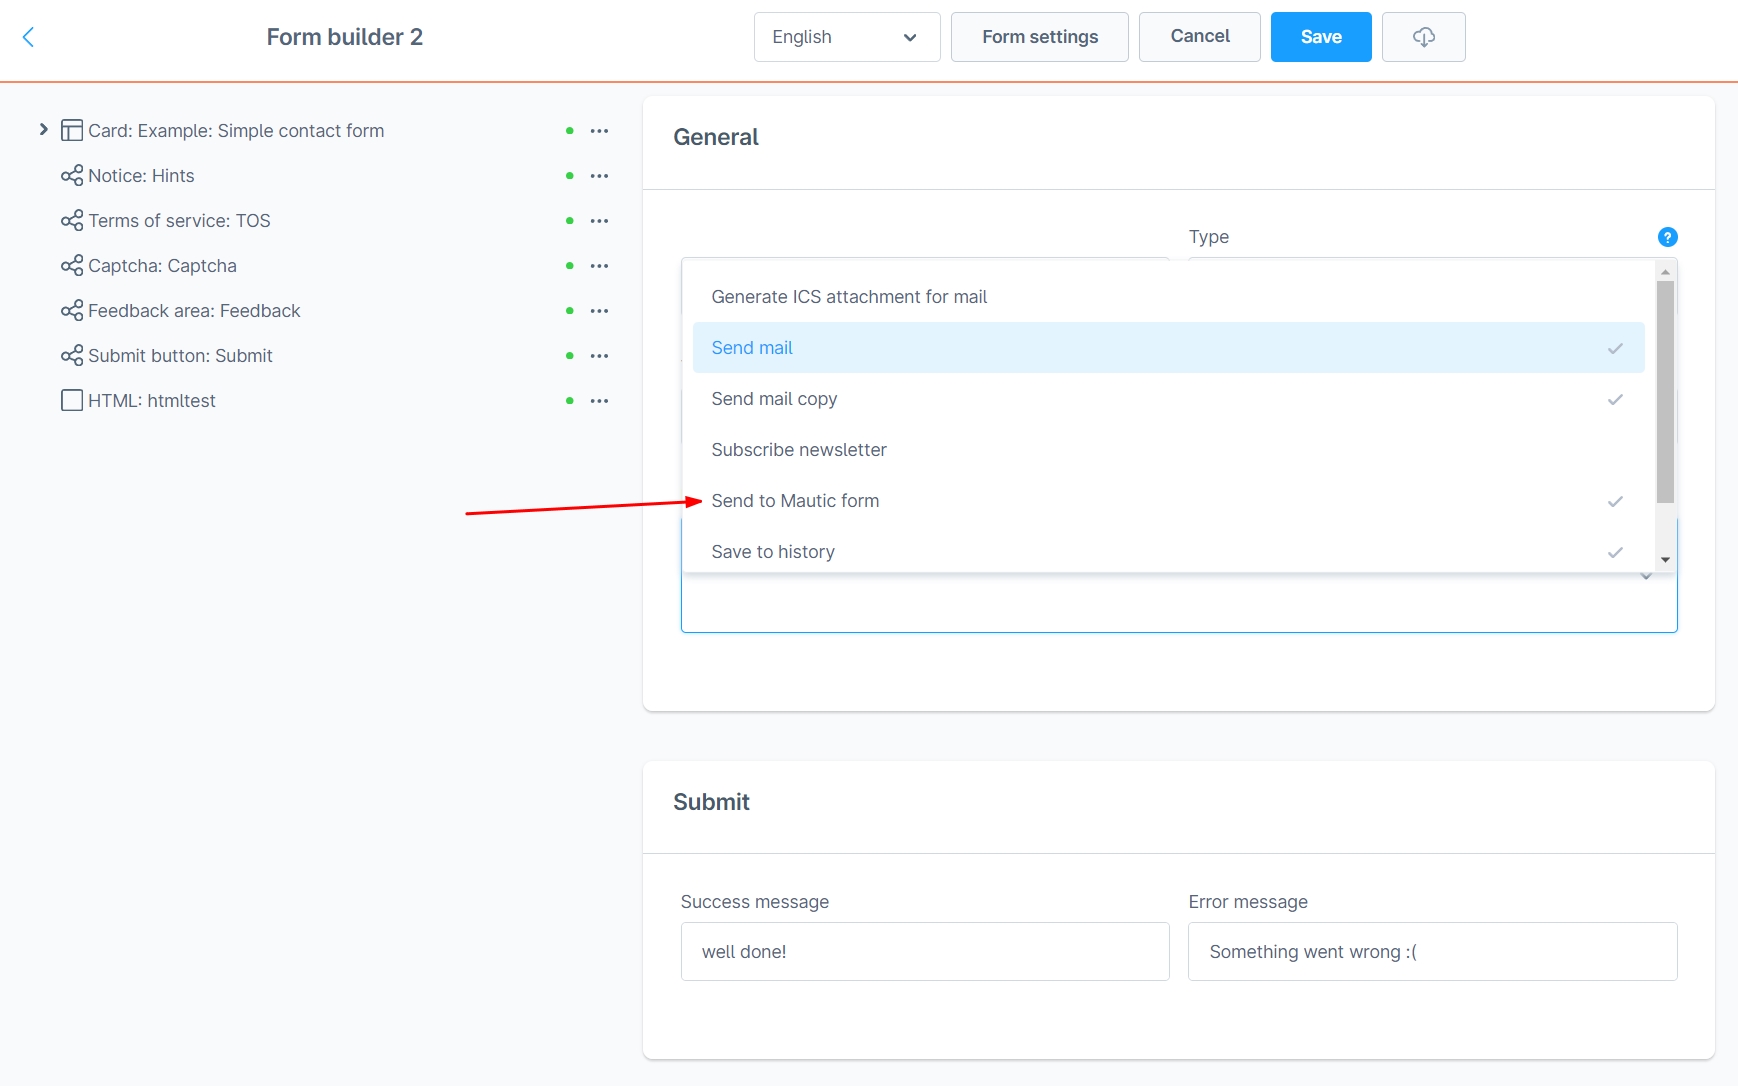 Form builder 2
English
Form settings
Cancel
Save
Card: Example: Simple contact form
Notice: Hints
Terms of service: TOS
Captcha: Captcha
Feedback area: Feedback
Submit button: Submit
HTML: htmltest
General
Type
?
Generate ICS attachment for mail
Send mail
Send mail copy
Subscribe newsletter
Send to Mautic form
Save to history
Submit
Success message
Error message
well done!
Something went wrong :(